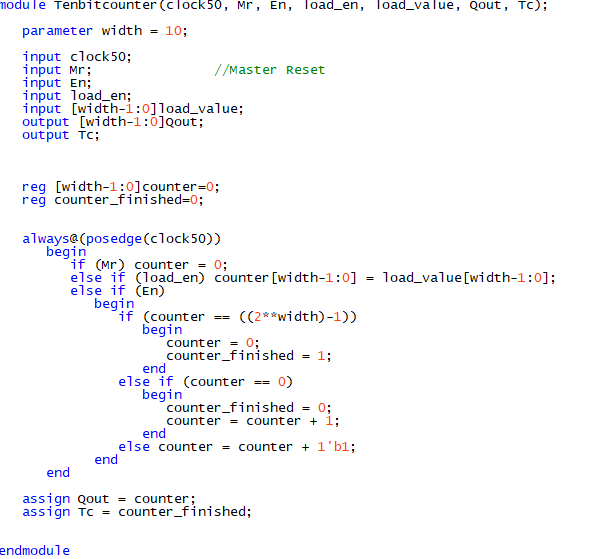 module Tenbitcounter(clock50, Mr, En, load_en, load_value, Qout, Tc);
parameter width = 10;
input clock50;
input Mr; //Master Reset
input En;
input load_en;
input [width-1:0]load_value;
output [width-1:0]Qout;
output Tc;
reg [width-1:0]counter=0;
reg counter_finished=0;
always@(posedge(clock50))
begin
if (Mr) counter = 0;
else if (load_en) counter[width-1:0] = load_value[width-1:0];
else if (En)
begin
if (counter == ((2**width)-1))
begin
counter = 0;
counter_finished = 1;
end
else if (counter == 0)
begin
counter_finished = 0;
counter = counter + 1;
end
else counter = counter + 1'b1;
end
end
assign Qout = counter;
assign Tc = counter_finished;
endmodule